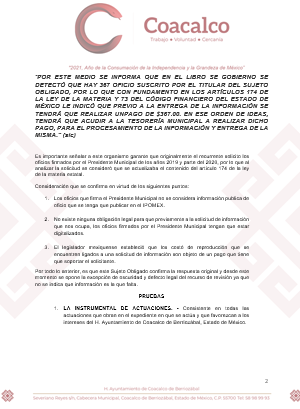 Coacalco
Trabajo • Voluntad • Cercanía
"2021. Año de la Consumación de la Independencia y la Grandeza de México"
"POR ESTE MEDIO SE INFORMA QUE EN EL LIBRO SE GOBIERNO SE
DETECTÓ QUE HAY 367 OFICIO SUSCRITO POR EL TITULAR DEL SUJETO
OBLIGADO, POR LO QUE CON FUNDAMENTO EN LOS ARTÍCULOS 174 DE
LA LEY DE LA MATERIA Y 73 DEL CÓDIGO FINANCIERO DEL ESTADO DE
MÉXICO LE INDICÓ QUE PREVIO A LA ENTREGA DE LA INFORMACIÓN SE
TENDRÁ QUE REALIZAR UNPAGO DE $367.00. EN ESE ORDEN DE IDEAS,
TENDRÁ QUE ACUDIR A LA TESORERÍA MUNICIPAL A REALIZAR DICHO
PAGO, PARA EL PROCESAMIENTO DE LA INFORMACIÓN Y ENTREGA DE LA
MISMA." (sic)
Es importante señalar a este organismo garante que originalmente el recurrente solicito los
oficios firmados por el Presidente Municipal de los años 2019 y parte del 2020, por lo que al
analizar la solicitud se consideró que se actualizaba el contenido del artículo 174 de la ley
de la materia estatal.
Consideración que se confirma en virtud de los siguientes puntos:
1. Los oficios que firma el Presidente Municipal no se considera información publica de
oficio que se tenga que publicar en el IPOMEX.
2. No existe ninguna obligación legal para que previamente a la solicitud de información
que nos ocupa, los oficios firmados por el Presidente Municipal tengan que estar
digitalizados.
3. El legislador mexiquense estableció que los costó de reproducción que se
encuentren ligados a una solicitud de información son objeto de un pago que tiene
que soportar el solicitante.
Por todo lo anterior, es que este Sujeto Obligado confirma la respuesta original y desde este
momento se opone la excepción de oscuridad y defecto legal del recurso de revisión ya que
no se indica que información es la que falta.
PRUEBAS
1. LA INSTRUMENTAL DE ACTUACIONES. - Consistente en todas las
actuaciones que obren en el expediente en que se actúa y que favorezcan a los
intereses del H. Ayuntamiento de Coacalco de Berriozábal, Estado de México.
2
H. Ayuntamiento de Coacalco de Berriozábal